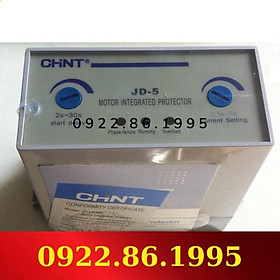 CHNT®
JD-5
MOTOR INTEGRATED PROTECTOR
2s~30s
0922.86.1995
start
Current Setting
Phase-failure Running Overload
CHNT
CONFORMITY CERTIFICATE
0922.86.1995